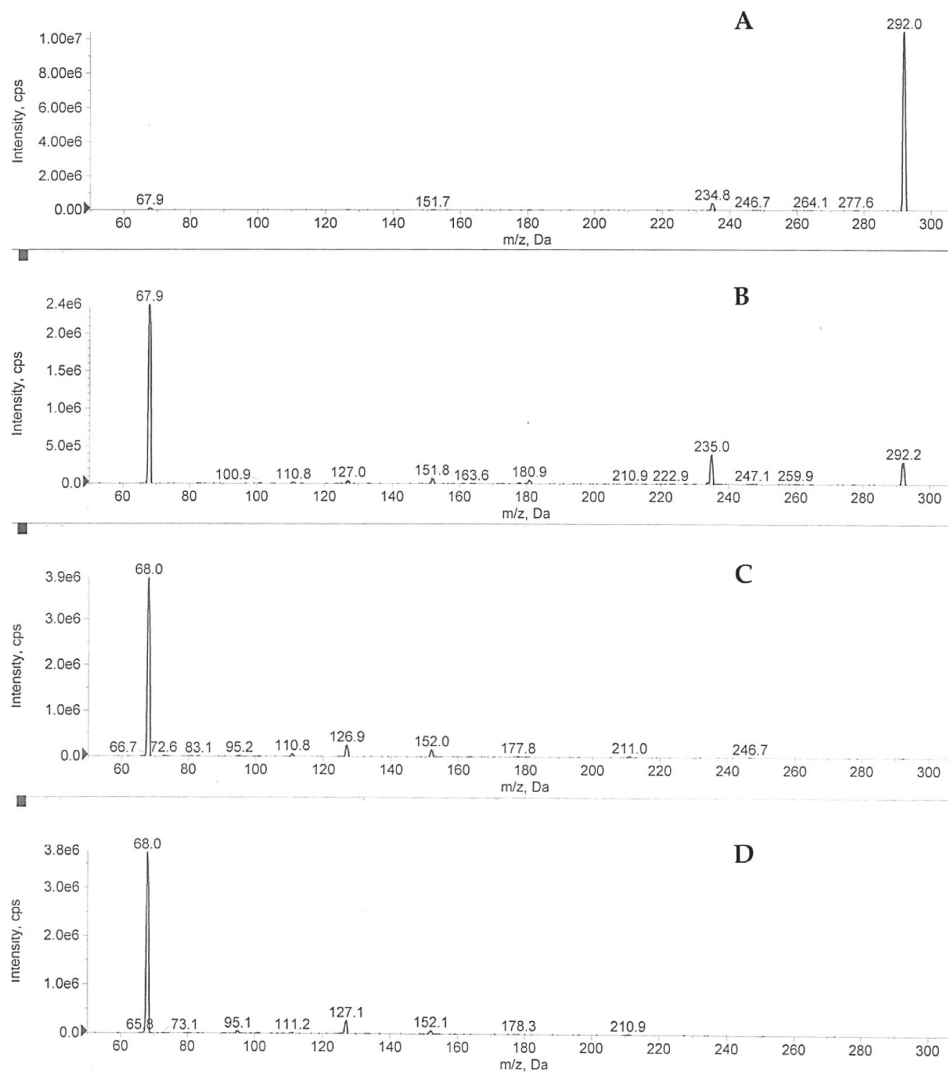 A
292.0
1.00e7
8.00e6
6.00e6
4.00e6
2.00e6
0.00
Intensity, cps
67.9 151.7 234.8 246.7 264.1 277.6
60 80 100 120 140 160 180 200 220 240 260 280 300
m/z, Da
B
67.9
2.4e6
2.0e6
1.5e6
1.0e6
5.0e5
0.0
Intensity, cps
100.9 110.8 127.0 151.8 163.6 180.9 210.9 222.9 235.0 247.1 259.9 292.2
60 80 100 120 140 160 180 200 220 240 260 280 300
m/z, Da
C
68.0
3.9e6
3.0e6
2.0e6
1.0e6
0.0
Intensity, cps
66.7 72.6 83.1 95.2 110.8 126.9 152.0 177.8 211.0 246.7
60 80 100 120 140 160 180 200 220 240 260 280 300
m/z, Da
D
68.0
3.8e6
3.0e6
2.0e6
1.0e6
0.0
Intensity, cps
65.8 73.1 95.1 111.2 127.1 152.1 178.3 210.9
60 80 100 120 140 160 180 200 220 240 260 280 300
m/z, Da